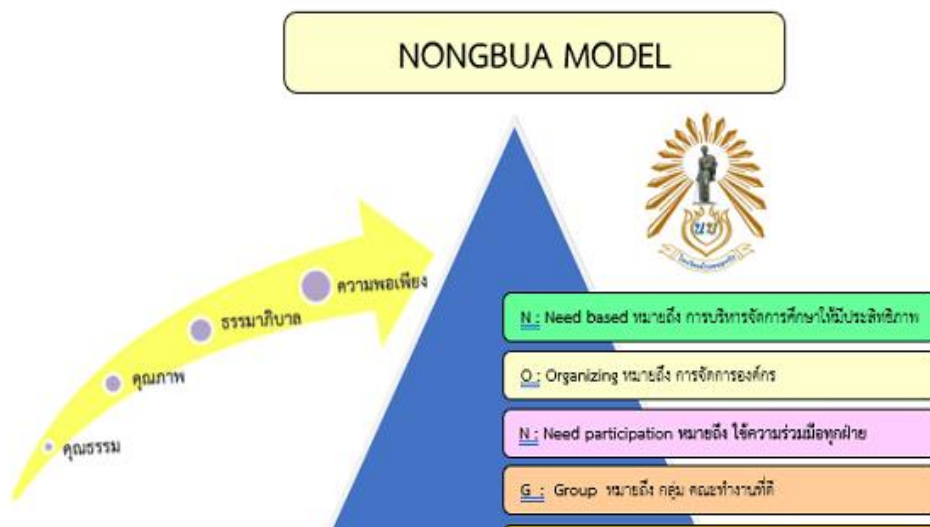 NONGBUA MODEL
นบ
ความพอเพียง
ธรรมาภิบาล
คุณภาพ
คุณธรรม
N : Need based หมายถึง การบริหารจัดการศึกษาให้มีประสิทธิภาพ
O : Organizing หมายถึง การจัดการองค์กร
N : Need participation หมายถึง ใช้ความร่วมมือทุกฝ่าย
G : Group หมายถึง กลุ่ม คณะทำงานที่ดี